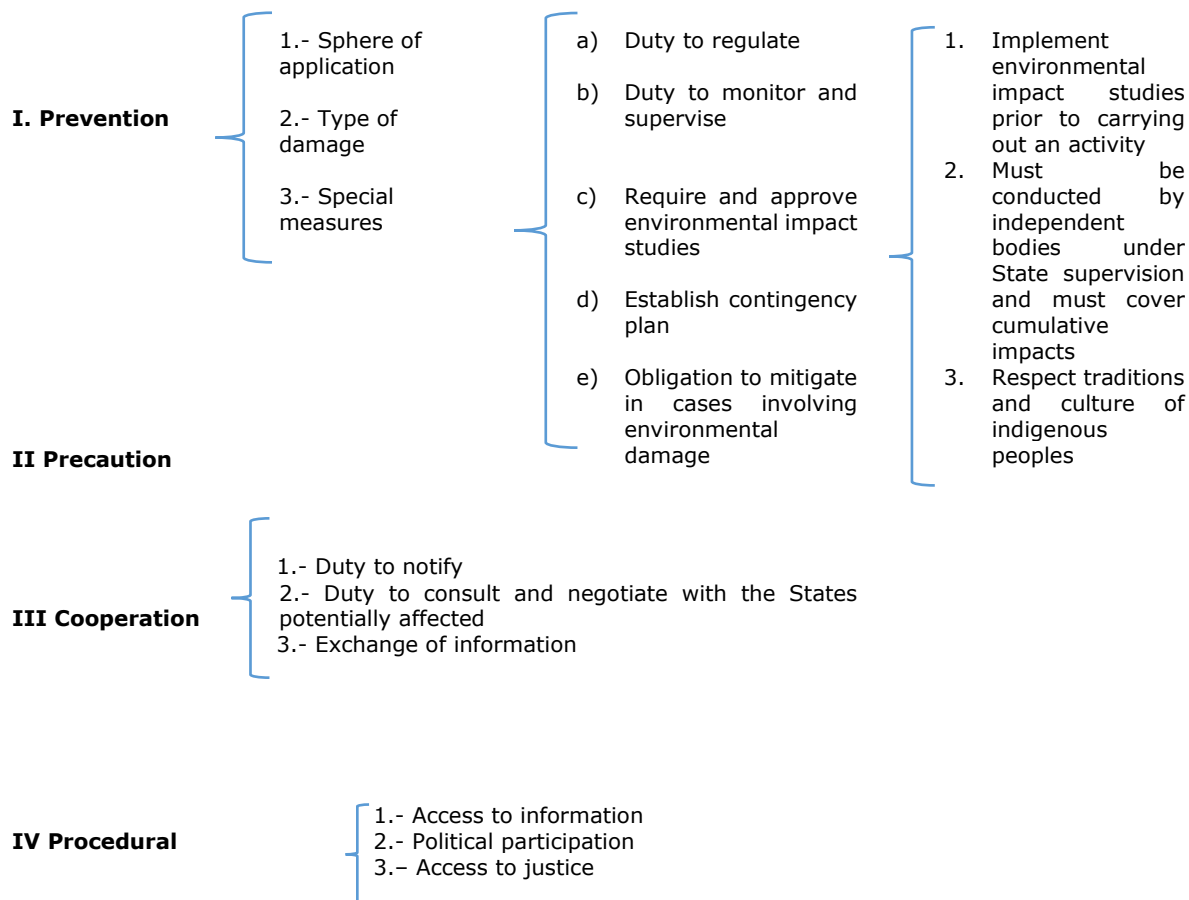 I. Prevention
1.- Sphere of
application
2.- Type of
damage
3.- Special
measures
a) Duty to regulate
b) Duty to monitor and
supervise
c) Require and approve
environmental impact
studies
d) Establish contingency
plan
e) Obligation to mitigate
in cases involving
environmental
damage
1. Implement
environmental
impact studies
prior to carrying
out an activity
2. Must be
conducted by
independent
bodies under
State supervision
and must cover
cumulative
impacts
3. Respect traditions
and culture of
indigenous
peoples
II Precaution
III Cooperation
1.- Duty to notify
2.- Duty to consult and negotiate with the States
potentially affected
3.- Exchange of information
IV Procedural
1.- Access to information
2.- Political participation
3.– Access to justice